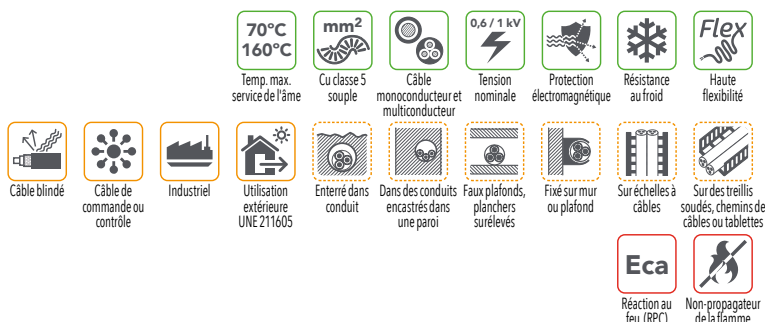 70°C
160°C
mm²
0,6 / 1 kV
Flex
Temp. max.
service de l'âme
Cu classe 5
souple
Câble
monoconducteur et
multiconducteur
Tension
nominale
Protection
électromagnétique
Résistance
au froid
Haute
flexibilité
Câble blindé
Câble de
commande ou
contrôle
Industriel
Utilisation
extérieure
UNE 211605
Enterré dans
conduit
Dans des conduits
encastrés dans
une paroi
Faux plafonds,
planchers
surélevés
Fixé sur mur
ou plafond
Sur échelles à
câbles
Sur des treillis
soudés, chemins de
câbles ou tablettes
Eca
Réaction au
feu (RPC)
Non-propagateur
de la flamme